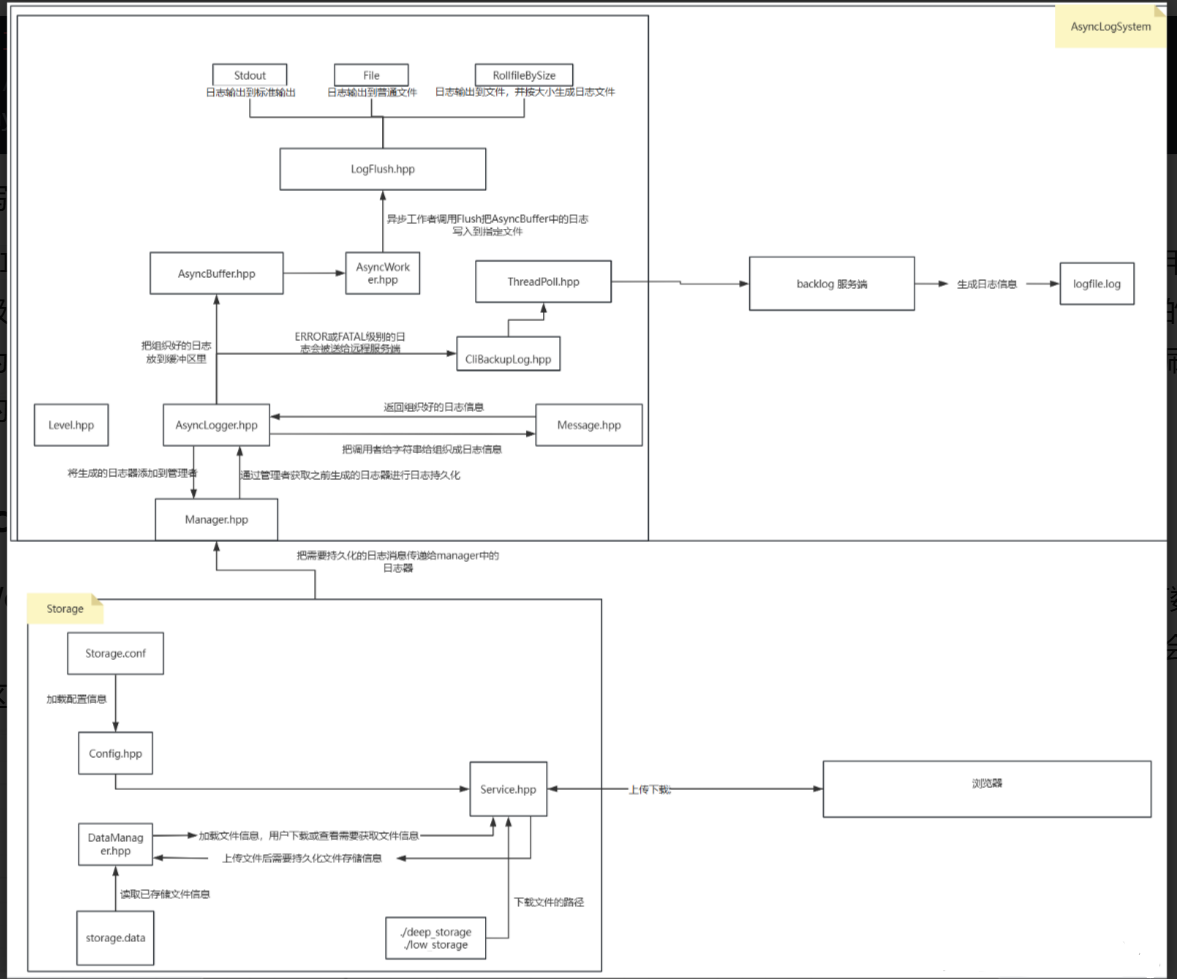 AsyncLogSystem
Stdout
File
RollfileBySize
日志输出到标准输出
日志输出到普通文件
日志输出到文件，并按大小生成日志文件
LogFlush.hpp
异步工作者调用Flush把AsyncBuffer中的日志
写入到指定文件
AsyncBuffer.hpp
AsyncWork
er.hpp
ThreadPoll.hpp
backlog 服务端
生成日志信息
logfile.log
把组织好的日志
放到缓冲区里
ERROR或FATAL级别的日
志会被送给远程服务端
CliBackupLog.hpp
Level.hpp
AsyncLogger.hpp
返回组织好的日志信息
Message.hpp
把调用者给字符串给组织成日志信息
将生成的日志器添加到管理者
通过管理者获取之前生成的日志器进行日志持久化
Manager.hpp
把需要持久化的日志消息传递给manager中的
日志器
Storage
Storage.conf
加载配置信息
Config.hpp
Service.hpp
上传下载
浏览器
DataManag
er.hpp
加载文件信息，用户下载或查看需要获取文件信息
上传文件后需要持久化文件存储信息
读取已存储文件信息
下载文件的路径
storage.data
./deep_storage
./low storage